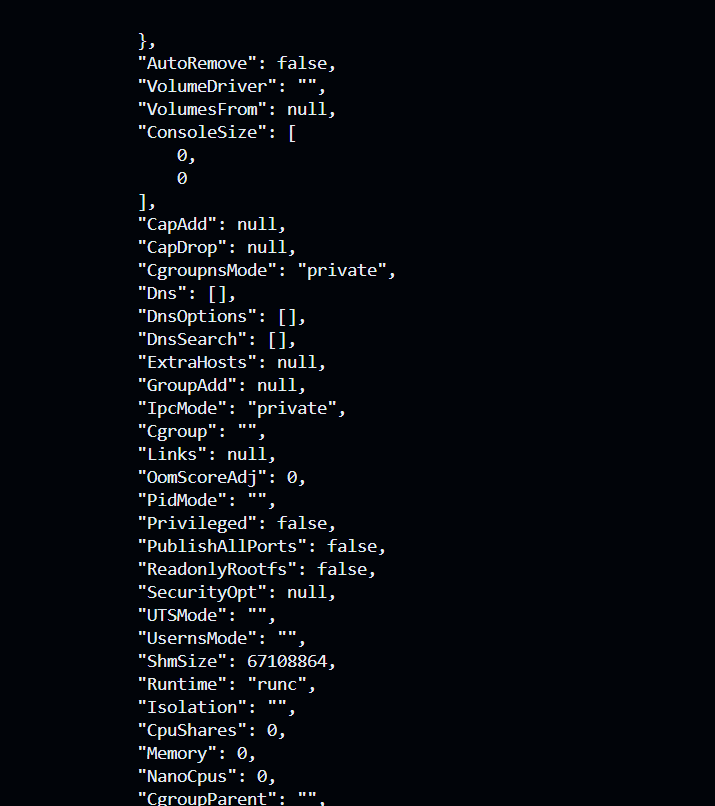 },
"AutoRemove": false,
"VolumeDriver": "",
"VolumesFrom": null,
"ConsoleSize": [
0,
0
],
"CapAdd": null,
"CapDrop": null,
"CgroupnsMode": "private",
"Dns": [],
"DnsOptions": [],
"DnsSearch": [],
"ExtraHosts": null,
"GroupAdd": null,
"IpcMode": "private",
"Cgroup": "",
"Links": null,
"OomScoreAdj": 0,
"PidMode": "",
"Privileged": false,
"PublishAllPorts": false,
"ReadonlyRootfs": false,
"SecurityOpt": null,
"UTSMode": "",
"UsernsMode": "",
"ShmSize": 67108864,
"Runtime": "runc",
"Isolation": "",
"CpuShares": 0,
"Memory": 0,
"NanoCpus": 0,
"CgroupParent": "",